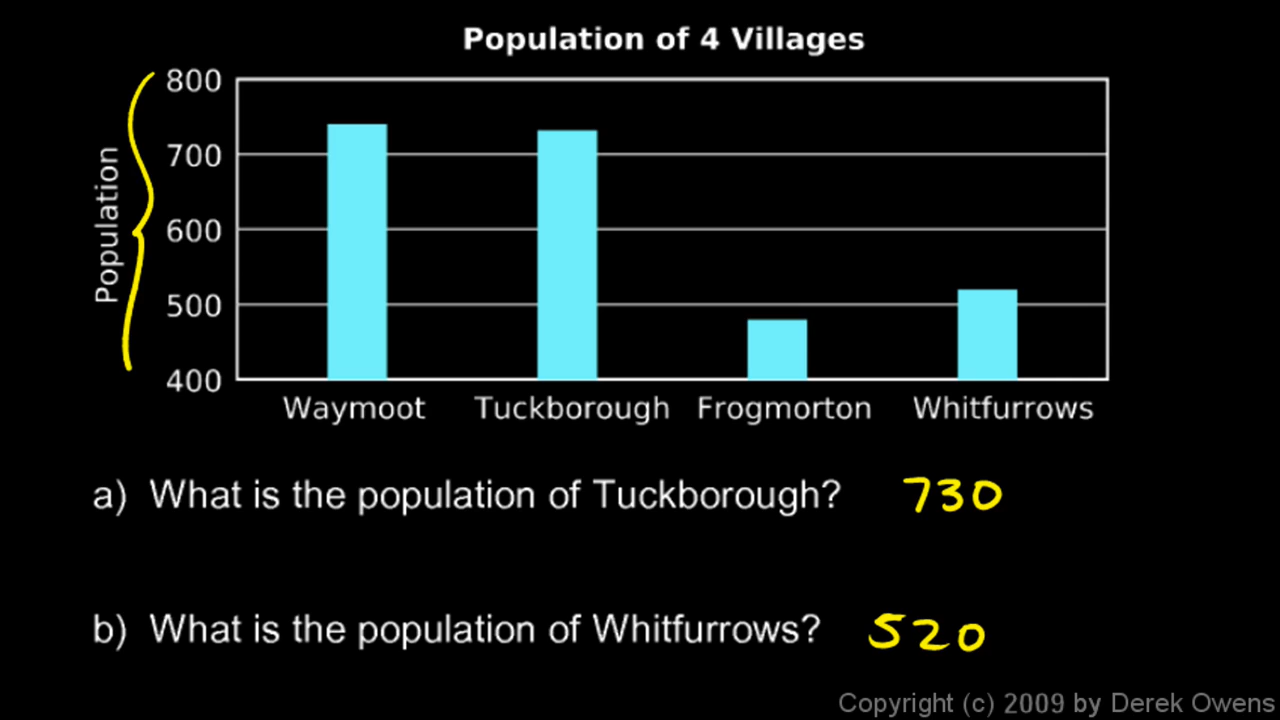 Population of 4 Villages
800
700
600
500
400
Population
Waymoot Tuckborough Frogmorton Whitfurrows
a) What is the population of Tuckborough? 730
b) What is the population of Whitfurrows? 520
Copyright (c) 2009 by Derek Owens